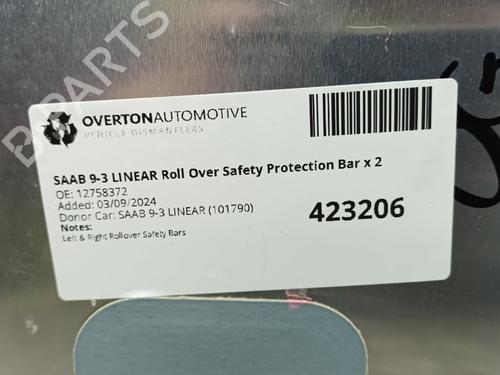 OVERTONAUTOMOTIVE
VEHICLE DISMANTLERS
SAAB 9-3 LINEAR Roll Over Safety Protection Bar x 2
OE: 12758372
Added: 03/09/2024
Donor Car: SAAB 9-3 LINEAR (101790)
Notes:
Left & Right Rollover Safety Bars
423206
B-PARTS